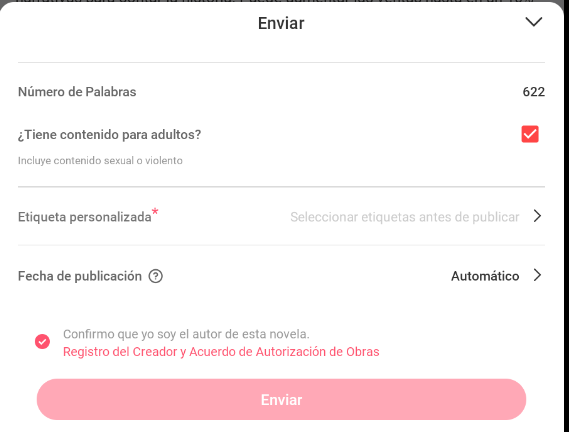 Enviar
Número de Palabras 622
¿Tiene contenido para adultos?
Incluye contenido sexual o violento
Etiqueta personalizada* Seleccionar etiquetas antes de publicar
Fecha de publicación ? Automático
Confirmo que yo soy el autor de esta novela.
Registro del Creador y Acuerdo de Autorización de Obras
Enviar